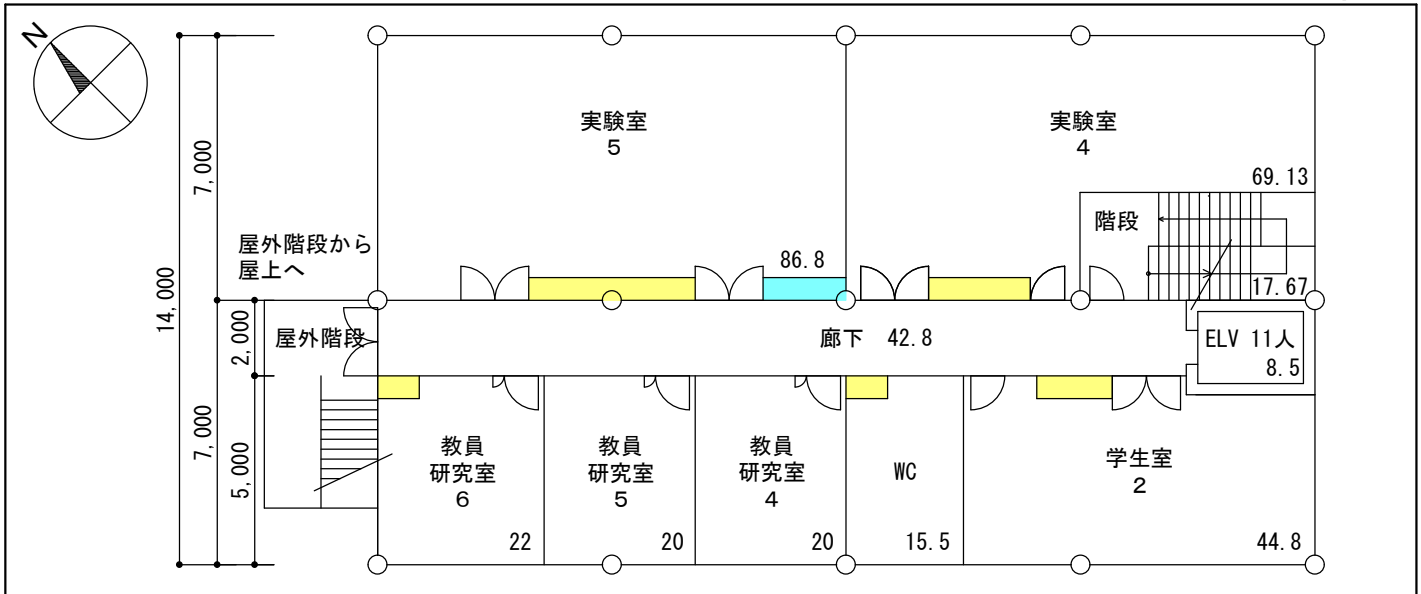 N
実験室
5
実験室
4
7,000
69.13
階段
屋外階段から
屋上へ
86.8
17.67
14,000
屋外階段
2,000
廊下 42.8
ELV 11人
8.5
7,000
5,000
教員
研究室
6
教員
研究室
5
教員
研究室
4
WC
学生室
2
22
20
20
15.5
44.8